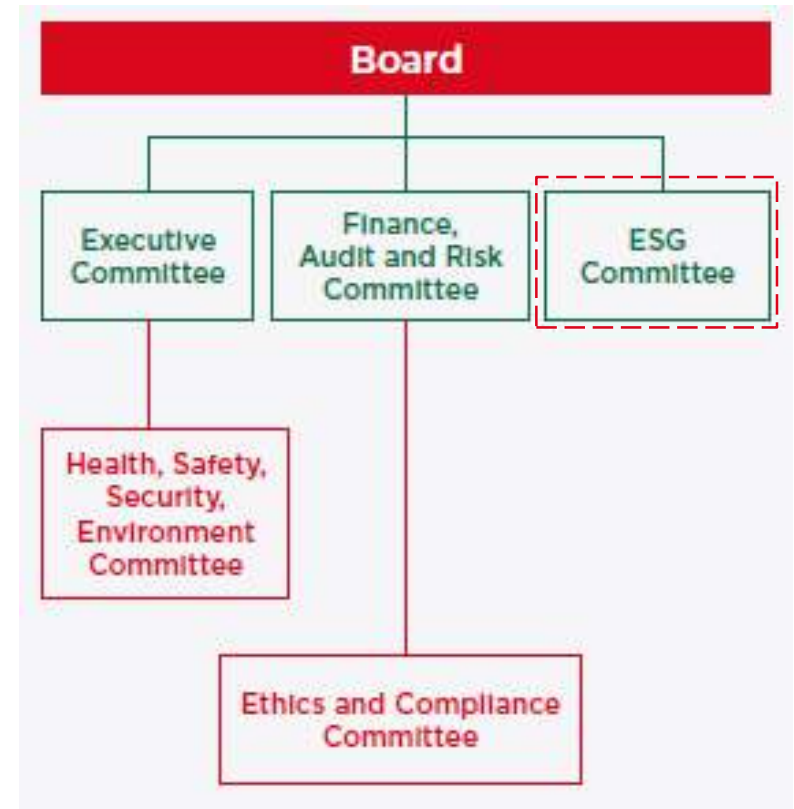 Board
Executive
Committee
Finance,
Audit and Risk
Committee
ESG
Committee
Health, Safety,
Security,
Environment
Committee
Ethics and Compliance
Committee